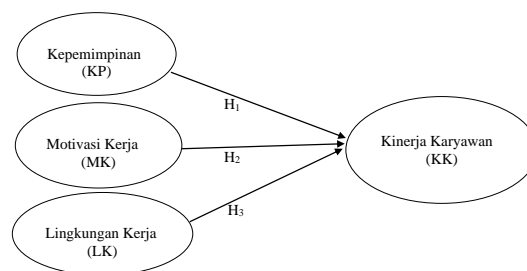 Kepemimpinan
(KP)
H1
Motivasi Kerja
(MK)
H2
Kinerja Karyawan
(KK)
H3
Lingkungan Kerja
(LK)